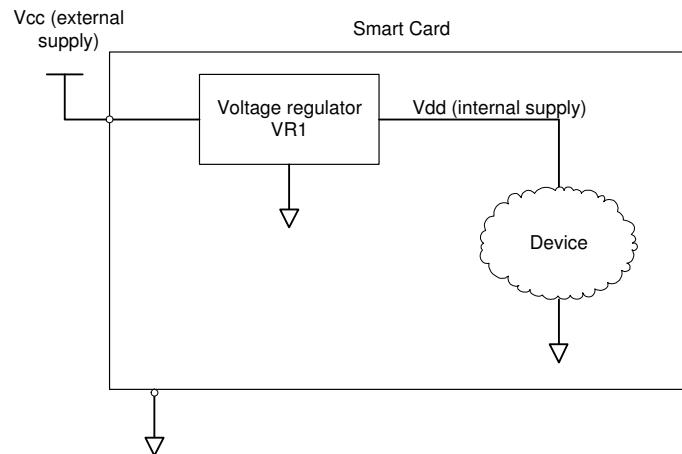 Vcc (external
supply)
Smart Card
Voltage regulator
VR1
Vdd (internal supply)
Device